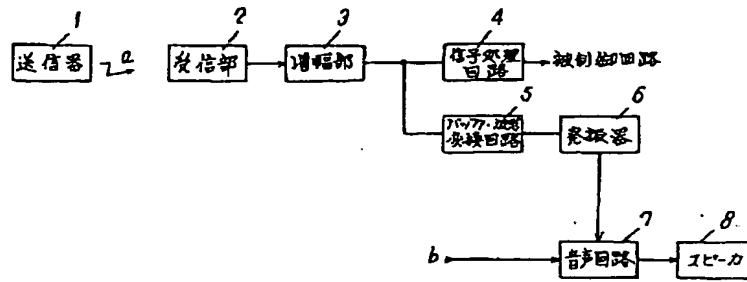 1
送信器
a
2
受信部
3
増幅部
4
信号処理
回路
被制御回路
5
バッファ・波形
変換回路
6
発振器
b
7
音声回路
8
スピーカ